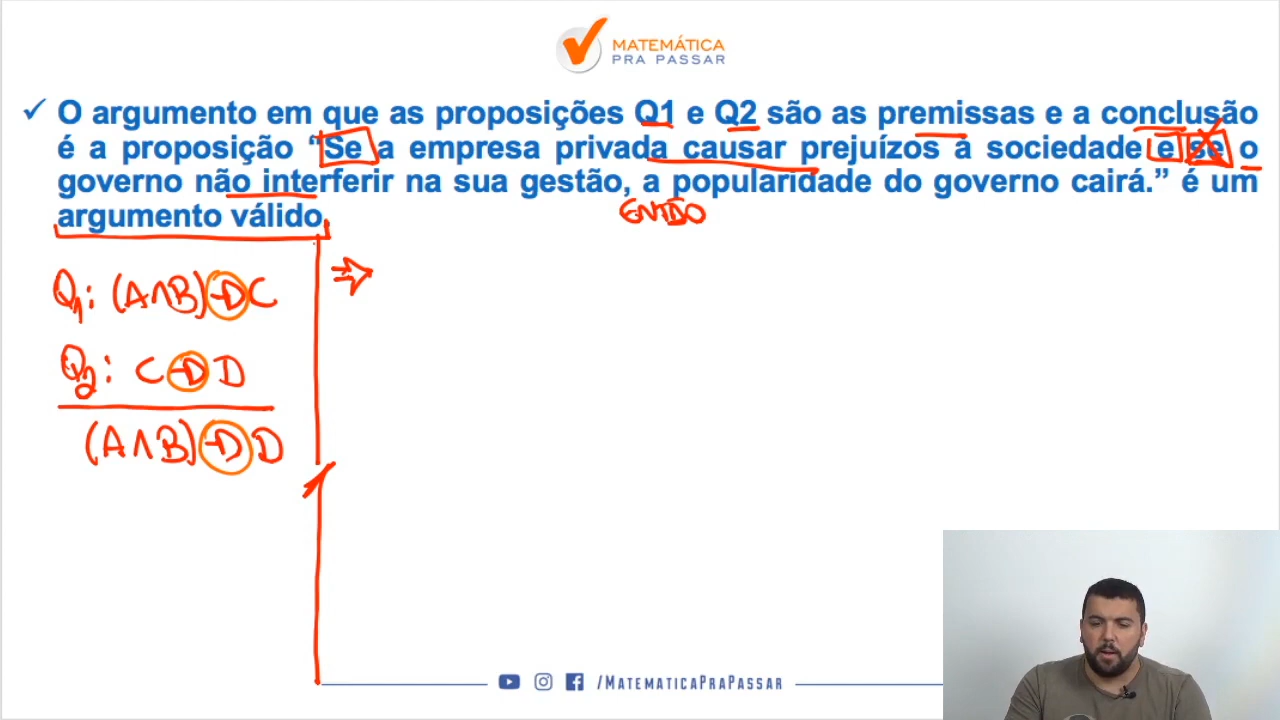 MATEMÁTICA
PRA PASSAR
✓ O argumento em que as proposições Q1 e Q2 são as premissas e a conclusão
é a proposição “Se a empresa privada causar prejuízos à sociedade e se o
governo não interferir na sua gestão, a popularidade do governo cairá.” é um
argumento válido.
ENTÃO
Q1: (A∧B)→C
Q2: C→D
(A∧B)→D
/MATEMATICAPRAPASSAR